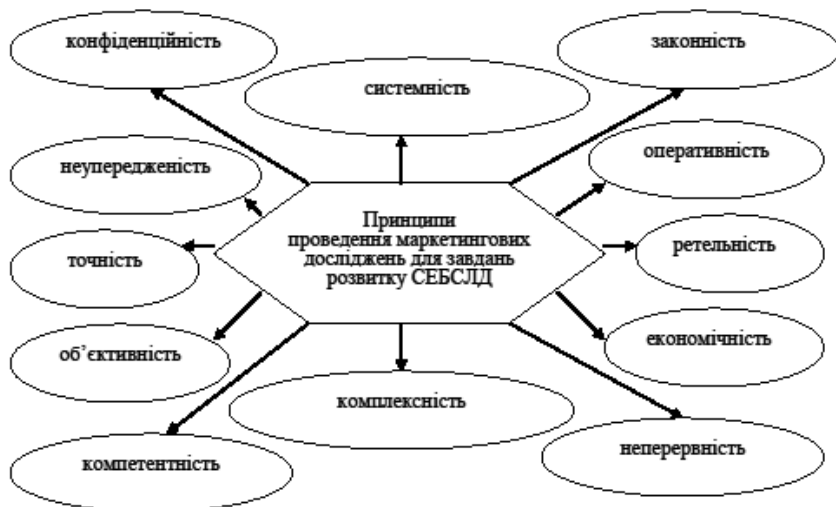 конфіденційність
законність
системність
неупередженість
оперативність
Принципи
проведення маркетингових
досліджень для завдань
розвитку СЕБСЛД
точність
ретельність
об’єктивність
економічність
комплексність
компетентність
неперервність